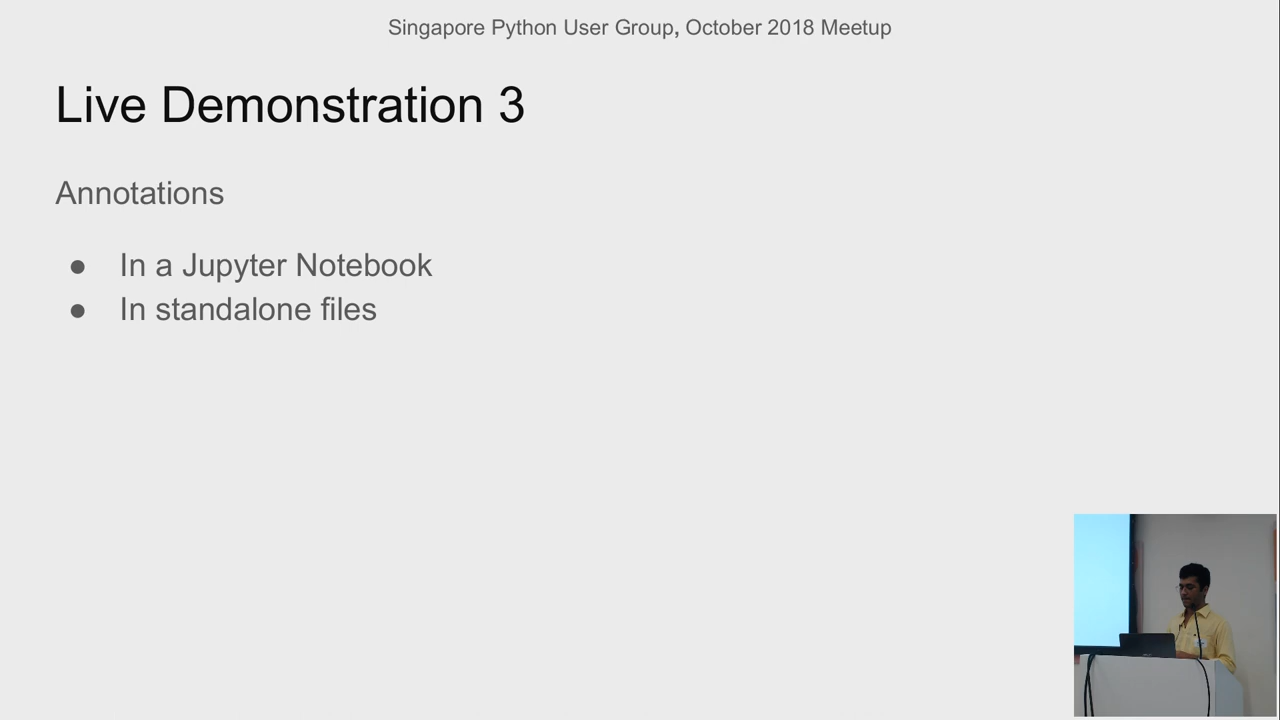 Singapore Python User Group, October 2018 Meetup
Live Demonstration 3
Annotations
● In a Jupyter Notebook
● In standalone files